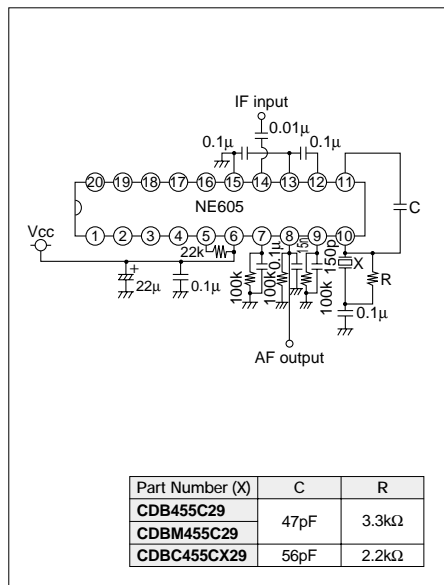 IF input
0.01μ
0.1μ 0.1μ
20 19 18 17 16 15 14 13 12 11
NE605
C
1 2 3 4 5 6 7 8 9 10
Vcc
22k
+
22μ
0.1μ
100k
100k
0.1μ
150p
100k
X
R
0.1μ
AF output
Part Number (X) C R
CDB455C29 47pF 3.3kΩ
CDBM455C29
CDBC455CX29 56pF 2.2kΩ